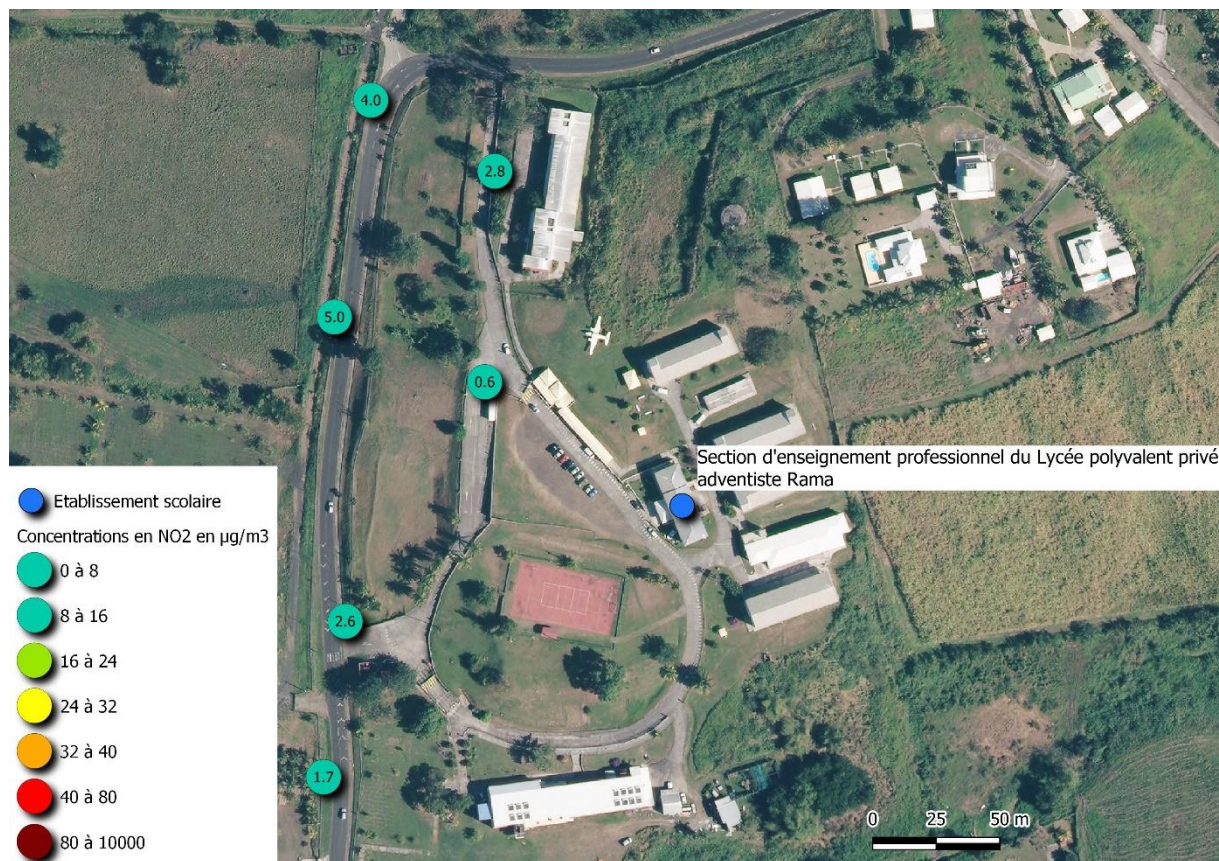 4.0
2.8
5.0
0.6
Section d'enseignement professionnel du Lycée polyvalent privé
adventiste Rama
2.6
1.7
Etablissement scolaire
Concentrations en NO2 en µg/m3
0 à 8
8 à 16
16 à 24
24 à 32
32 à 40
40 à 80
80 à 10000
0 25 50 m